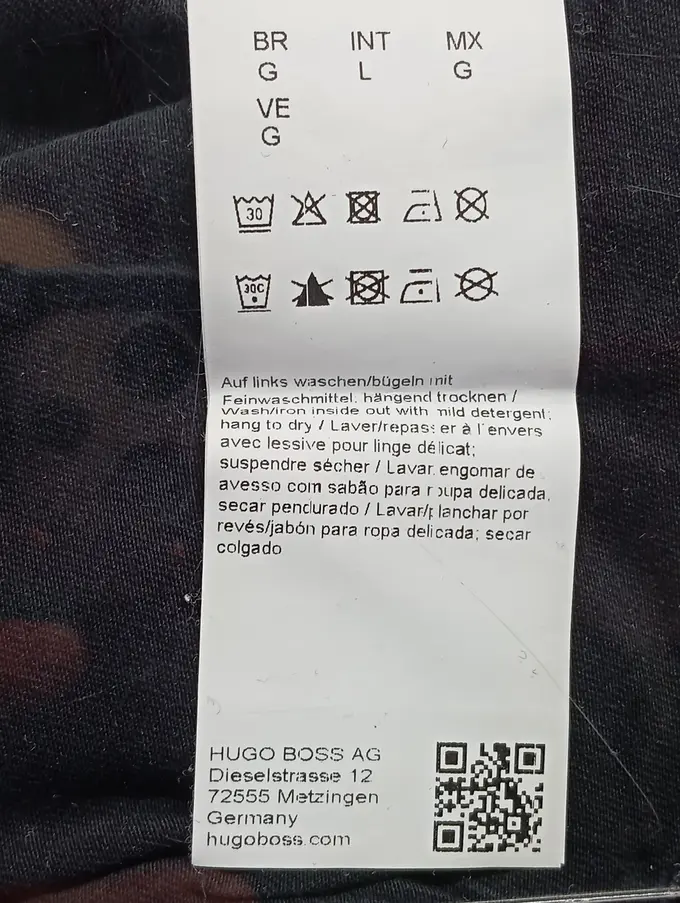 BR INT MX
G L G
VE
G
30
30C
Auf links waschen/bügeln mit
Feinwaschmittel. hängend trocknen /
Wash/iron inside out with mild detergent;
hang to dry / Laver/repasser à l'envers
avec lessive pour linge délicat;
suspendre sécher / Lavar. engomar de
avesso com sabão para roupa delicada,
secar pendurado / Lavar/planchar por
revés/jabón para ropa delicada; secar
colgado
HUGO BOSS AG
Dieselstrasse 12
72555 Metzingen
Germany
hugoboss.com